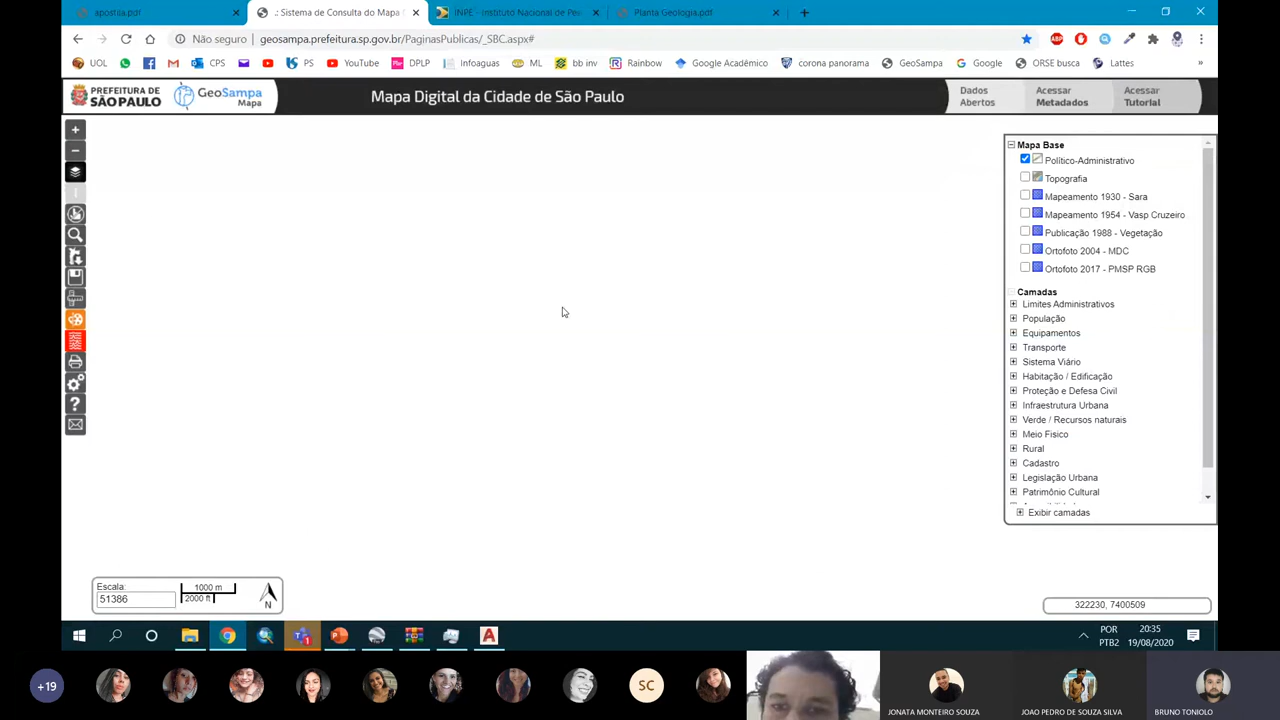 apostila.pdf
.: Sistema de Consulta do Mapa
INPE - Instituto Nacional de Pe
Planta Geologia.pdf
Não seguro
geosampa.prefeitura.sp.gov.br/PaginasPublicas/_SBC.aspx#
UOL
CPS
PS
YouTube
DPLP
Infoaguas
ML
bb inv
Rainbow
Google Acadêmico
corona panorama
GeoSampa
Google
ORSE busca
Lattes
PREFEITURA DE
SÃO PAULO
GeoSampa
Mapa
Mapa Digital da Cidade de São Paulo
Dados
Abertos
Acessar
Metadados
Acessar
Tutorial
Mapa Base
Político-Administrativo
Topografia
Mapeamento 1930 - Sara
Mapeamento 1954 - Vasp Cruzeiro
Publicação 1988 - Vegetação
Ortofoto 2004 - MDC
Ortofoto 2017 - PMSP RGB
Camadas
Limites Administrativos
População
Equipamentos
Transporte
Sistema Viário
Habitação / Edificação
Proteção e Defesa Civil
Infraestrutura Urbana
Verde / Recursos naturais
Meio Fisico
Rural
Cadastro
Legislação Urbana
Patrimônio Cultural
Exibir camadas
Escala:
51386
1000 m
2000 ft
N
322230, 7400509
POR
PTB2
20:35
19/08/2020
+19
SC
JONATA MONTEIRO SOUZA
JOAO PEDRO DE SOUZA SILVA
BRUNO TONIOLO